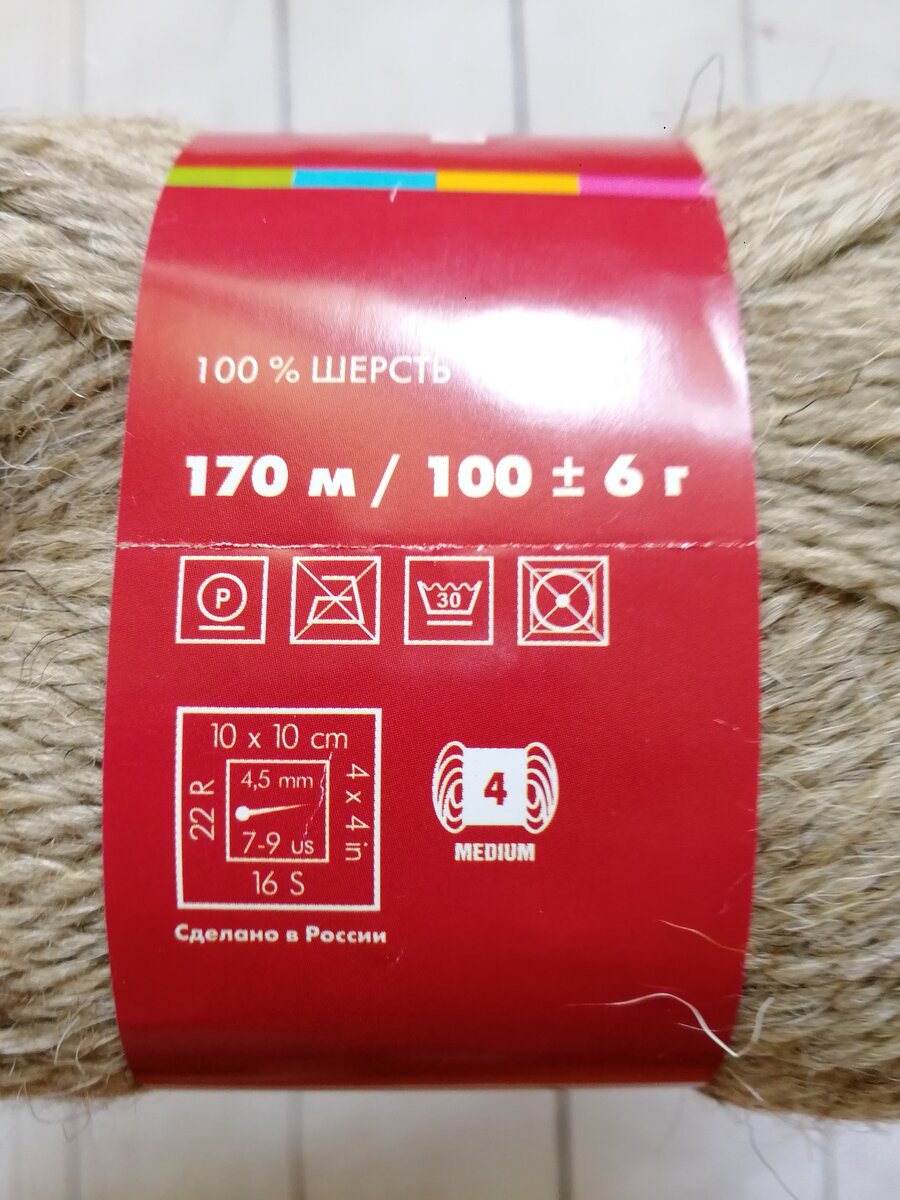 100 % ШЕРСТЬ
170 м / 100 ± 6 г
P
30
10 x 10 cm
22 R
4,5 mm
7-9 US
4 x 4 in
16 S
4
MEDIUM
Сделано в России